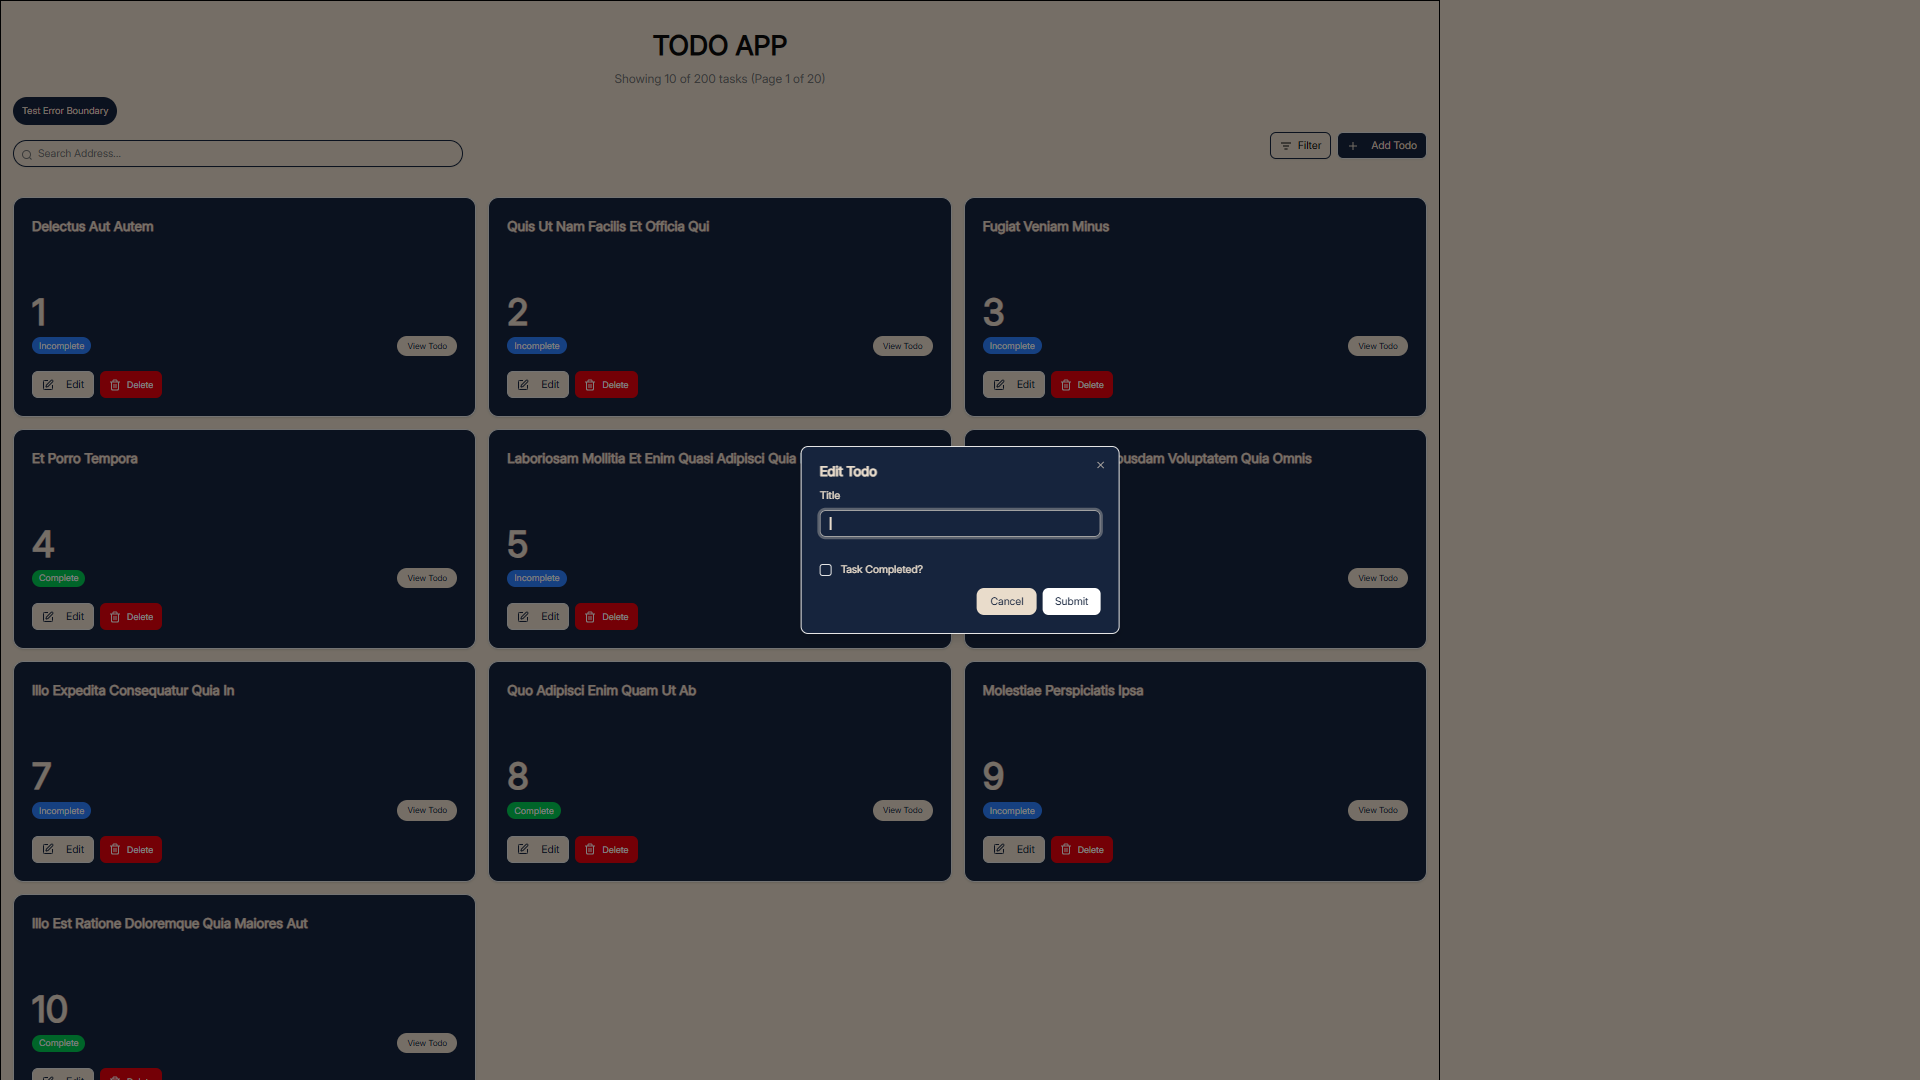 TODO APP
Showing 10 of 200 tasks (Page 1 of 20)
Test Error Boundary
Search Address...
Filter
Add Todo
Delectus Aut Autem
1
Incomplete
View Todo
Edit
Delete
Quis Ut Nam Facilis Et Officia Qui
2
Incomplete
View Todo
Edit
Delete
Fugiat Veniam Minus
3
Incomplete
View Todo
Edit
Delete
Et Porro Tempora
4
Complete
View Todo
Edit
Delete
Laboriosam Mollitia Et Enim Quasi Adipisci Quia
5
Incomplete
Edit
Delete
Voluptatem Quia Omnis
View Todo
Edit Todo
Title
Task Completed?
Cancel
Submit
Illo Expedita Consequatur Quia In
7
Incomplete
View Todo
Edit
Delete
Quo Adipisci Enim Quam Ut Ab
8
Complete
View Todo
Edit
Delete
Molestiae Perspiciatis Ipsa
9
Incomplete
View Todo
Edit
Delete
Illo Est Ratione Doloremque Quia Maiores Aut
10
Complete
View Todo